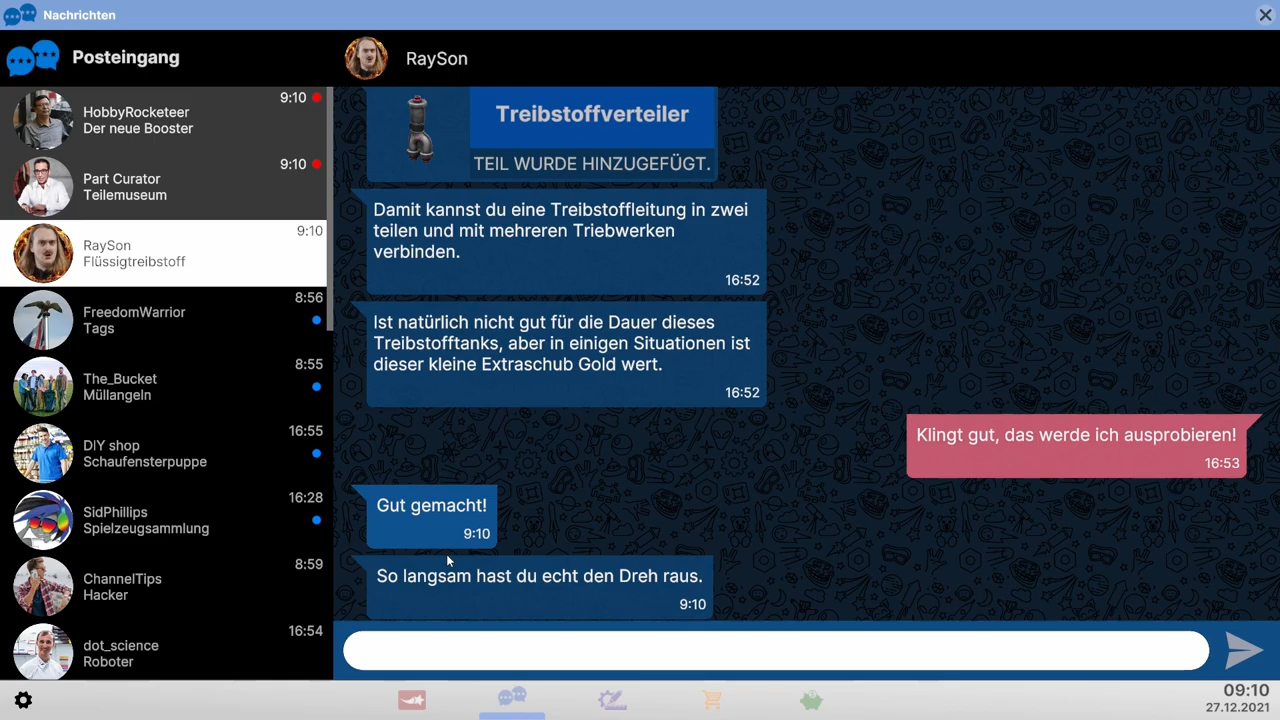 Nachrichten
Posteingang
RaySon
HobbyRocketeer
9:10
Der neue Booster
Part Curator
9:10
Teilemuseum
RaySon
9:10
Flüssigtreibstoff
FreedomWarrior
8:56
Tags
The_Bucket
8:55
Müllangeln
DIY shop
16:55
Schaufensterpuppe
SidPhillips
16:28
Spielzeugsammlung
ChannelTips
8:59
Hacker
dot_science
16:54
Roboter
Treibstoffverteiler
TEIL WURDE HINZUGEFÜGT.
Damit kannst du eine Treibstoffleitung in zwei
teilen und mit mehreren Triebwerken
verbinden.
16:52
Ist natürlich nicht gut für die Dauer dieses
Treibstofftanks, aber in einigen Situationen ist
dieser kleine Extraschub Gold wert.
16:52
Klingt gut, das werde ich ausprobieren!
16:53
Gut gemacht!
9:10
So langsam hast du echt den Dreh raus.
9:10
09:10
27.12.2021